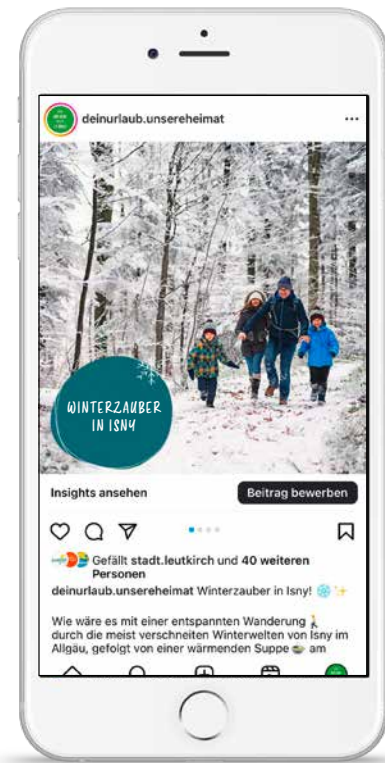 deinurlaub.unsereheimat
WINTERZAUBER
IN ISNY
Insights ansehen
Beitrag bewerben
Gefällt stadt.leutkirch und 40 weiteren
Personen
deinurlaub.unsereheimat Winterzauber in Isny! ❄️✨
Wie wäre es mit einer entspannten Wanderung 🚶
durch die meist verschneiten Winterwelten von Isny im
Allgäu, gefolgt von einer wärmenden Suppe 🍲 am